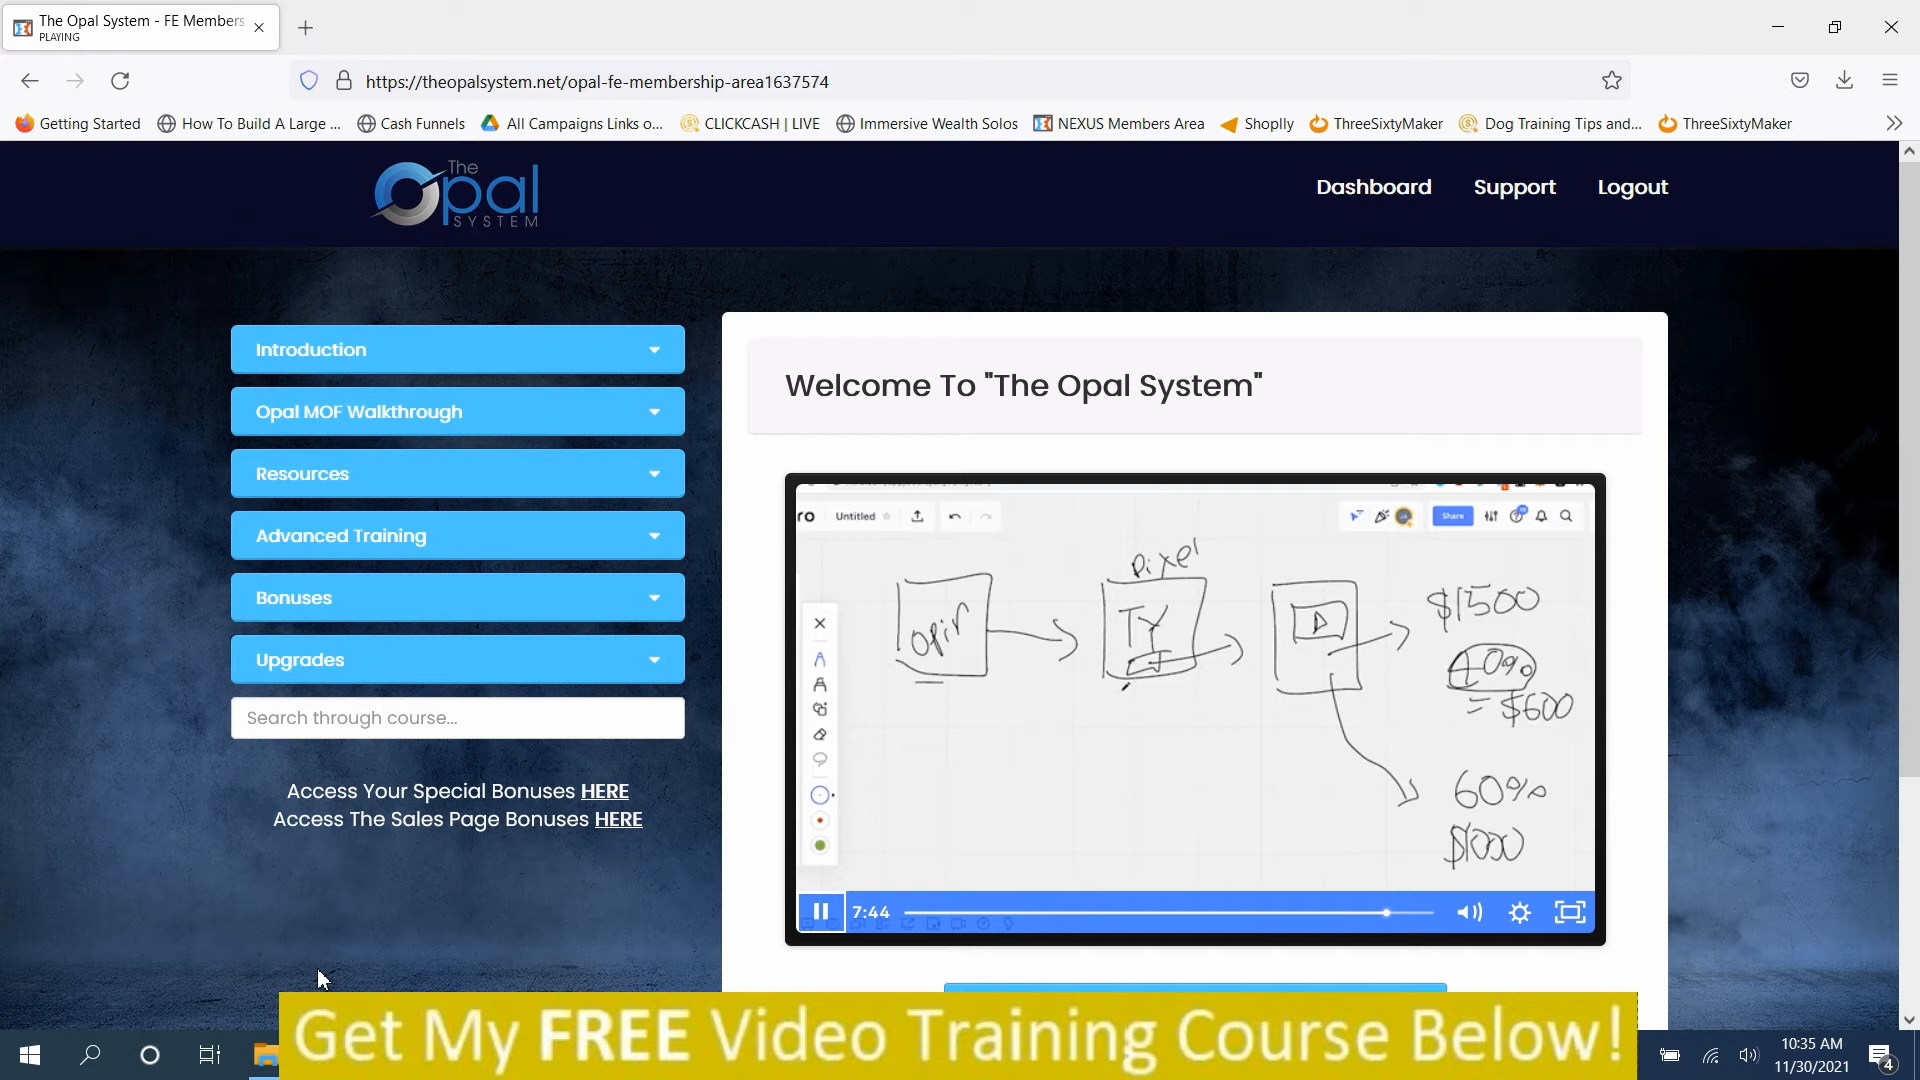 The Opal System - FE Members
PLAYING
https://theopalsystem.net/opal-fe-membership-area1637574
Getting Started
How To Build A Large ...
Cash Funnels
All Campaigns Links o...
CLICKCASH | LIVE
Immersive Wealth Solos
NEXUS Members Area
Shoplly
ThreeSixtyMaker
Dog Training Tips and...
ThreeSixtyMaker
The
Opal
SYSTEM
Dashboard
Support
Logout
Introduction
Opal MOF Walkthrough
Resources
Advanced Training
Bonuses
Upgrades
Search through course...
Access Your Special Bonuses HERE
Access The Sales Page Bonuses HERE
Welcome To "The Opal System"
ro
Untitled
Share
Pixel
TY
$1500
40%
= $600
60%
$1000
7:44
Get My FREE Video Training Course Below!
10:35 AM
11/30/2021
4